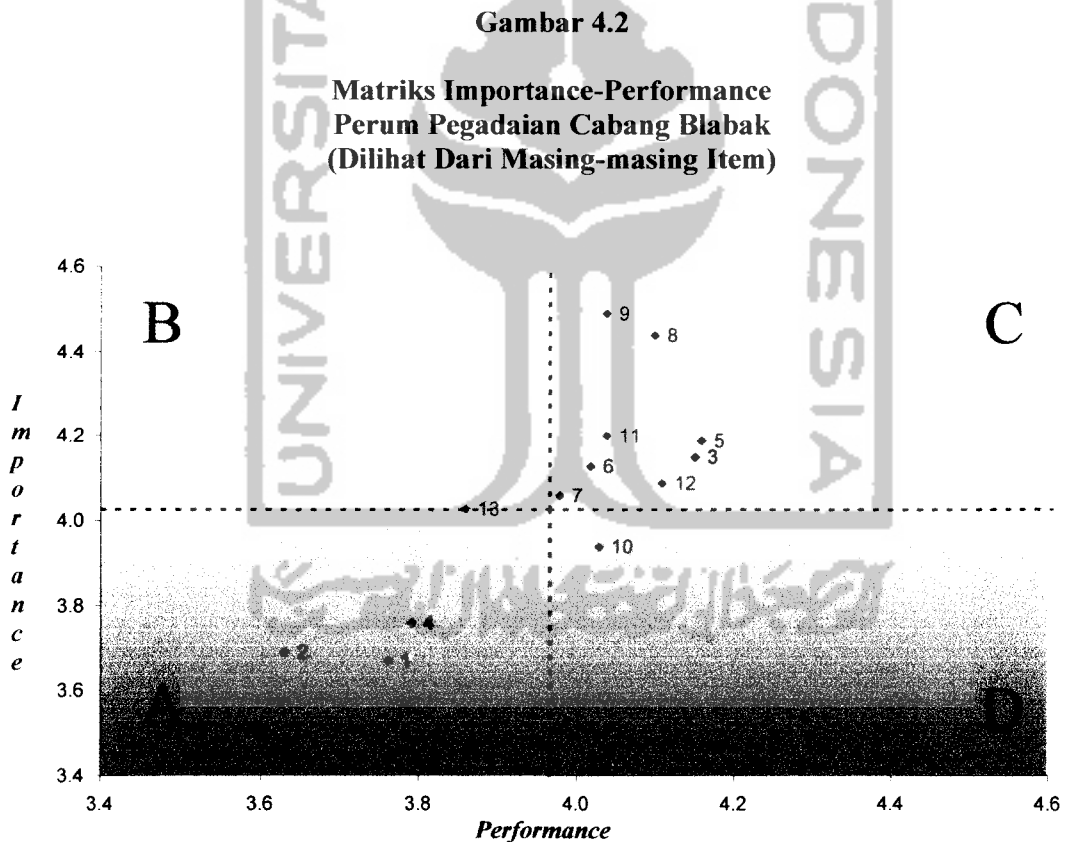 Gambar 4.2
Matriks Importance-Performance
Perum Pegadaian Cabang Blabak
(Dilihat Dari Masing-masing Item)
UNIVERSITA
DONESIA
4.6
B
C
9
8
4.4
11
5
4.2
6
3
12
7
13
4.0
10
3.8
4
2
1
3.6
A
D
3.4
3.4
3.6
3.8
4.0
4.2
4.4
4.6
Importance
Performance